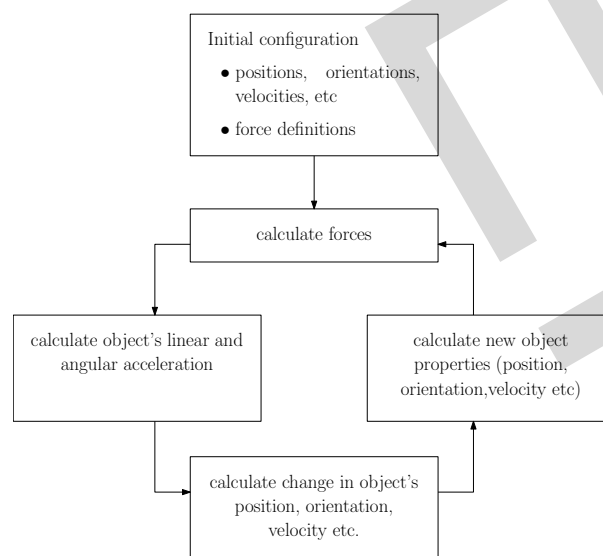 Initial configuration
• positions, orientations,
velocities, etc
• force definitions
calculate forces
calculate object's linear and
angular acceleration
calculate new object
properties (position,
orientation,velocity etc)
calculate change in object's
position, orientation,
velocity etc.